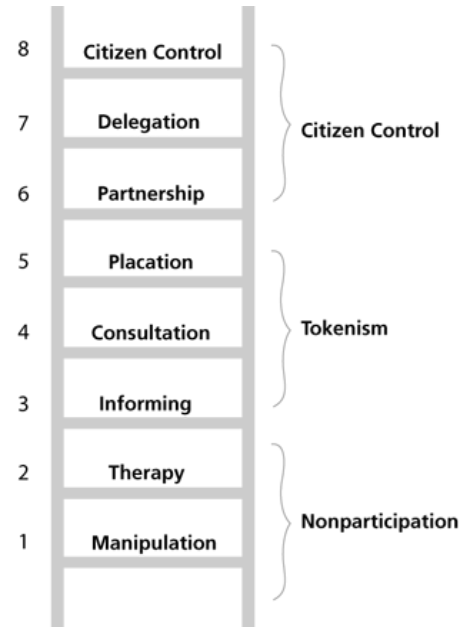 8 Citizen Control
7 Delegation
Citizen Control
6 Partnership
5 Placation
4 Consultation
Tokenism
3 Informing
2 Therapy
Nonparticipation
1 Manipulation